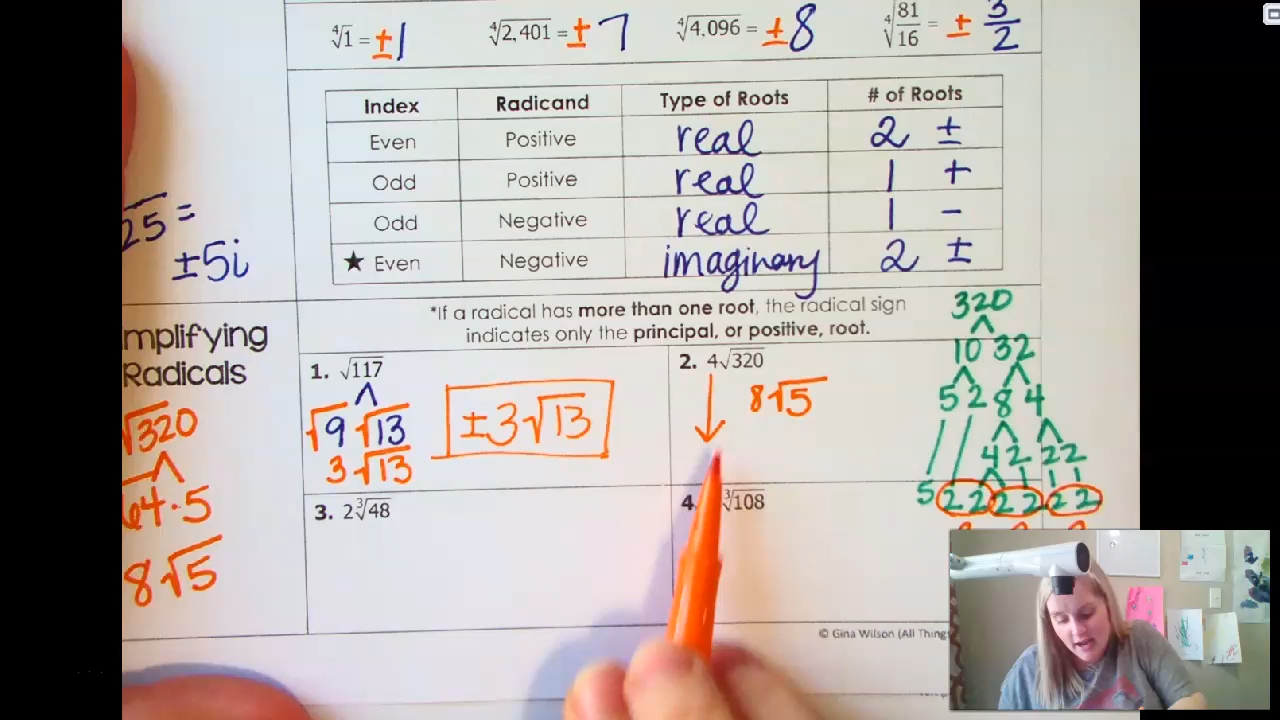 ∜1 = ±1 ∜2,401 = ± 7 ∜4,096 = ±8 ∜(81/16) = ± 3/2
Index Radicand Type of Roots # of Roots
Even Positive real 2 ±
Odd Positive real 1 +
Odd Negative real 1 −
★ Even Negative imaginary 2 ±
25 =
±5i
*If a radical has more than one root, the radical sign
indicates only the principal, or positive, root.
mplifying
Radicals
√320
64·5
8√5
1. √117
√9 √13
3√13
±3√13
2. 4√320
8√5
320
10 32
5 2 8 4
4 2 2 2
5 2 2 2 2 2 2
3. 2∛48
4. ∛108
© Gina Wilson (All Things